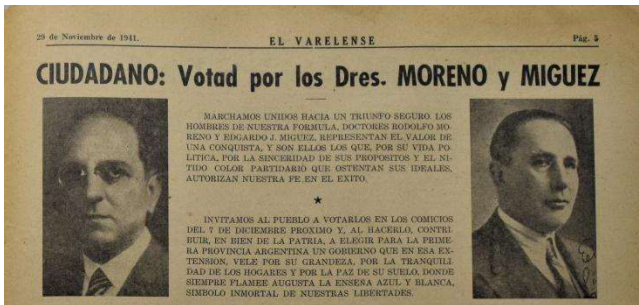 29 de Noviembre de 1941.
EL VARELENSE
Pág. 5
CIUDADANO: Votad por los Dres. MORENO y MIGUEZ
MARCHAMOS UNIDOS HACIA UN TRIUNFO SEGURO. LOS
HOMBRES DE NUESTRA FORMULA, DOCTORES RODOLFO MO-
RENO Y EDGARDO J. MIGUEZ, REPRESENTAN EL VALOR DE
UNA CONQUISTA, Y SON ELLOS LOS QUE, POR SU VIDA PO-
LITICA, POR LA SINCERIDAD DE SUS PROPOSITOS Y EL NI-
TIDO COLOR PARTIDARIO QUE OSTENTAN SUS IDEALES,
AUTORIZAN NUESTRA FE EN EL EXITO.
INVITAMOS AL PUEBLO A VOTARLOS EN LOS COMICIOS
DEL 7 DE DICIEMBRE PROXIMO Y, AL HACERLO, CONTRI
BUIR, EN BIEN DE LA PATRIA, A ELEGIR PARA LA PRIME-
RA PROVINCIA ARGENTINA UN GOBIERNO QUE EN ESA EX-
TENSION, VELE POR SU GRANDEZA, POR LA TRANQUILI-
DAD DE LOS HOGARES Y POR LA PAZ DE SU SUELO, DONDE
SIEMPRE FLAMEE AUGUSTA LA ENSEÑA AZUL Y BLANCA,
SIMBOLO INMORTAL DE NUESTRAS LIBERTADES.